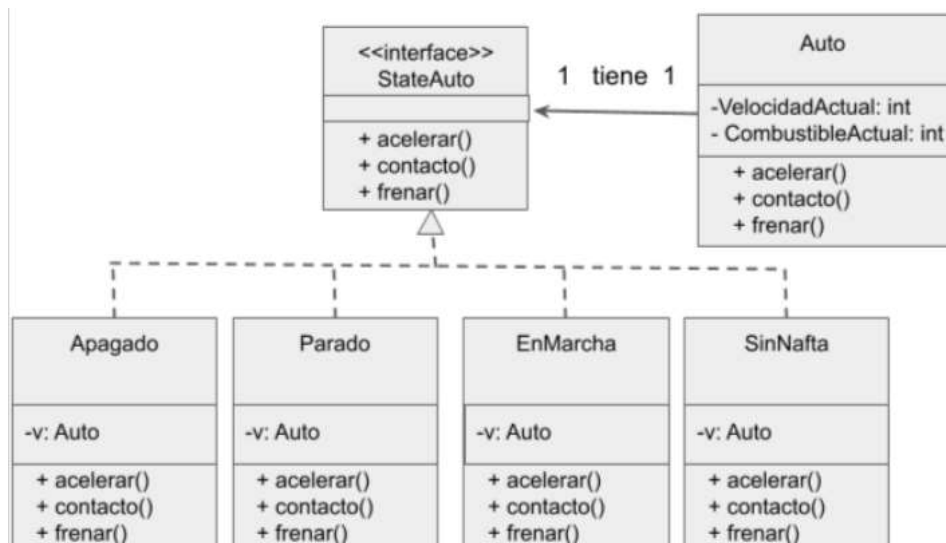 <<interface>>
StateAuto
+ acelerar()
+ contacto()
+ frenar()
1 tiene 1
Auto
-VelocidadActual: int
- CombustibleActual: int
+ acelerar()
+ contacto()
+ frenar()
Apagado
-v: Auto
+ acelerar()
+ contacto()
+ frenar()
Parado
-v: Auto
+ acelerar()
+ contacto()
+ frenar()
EnMarcha
-v: Auto
+ acelerar()
+ contacto()
+ frenar()
SinNafta
-v: Auto
+ acelerar()
+ contacto()
+ frenar()